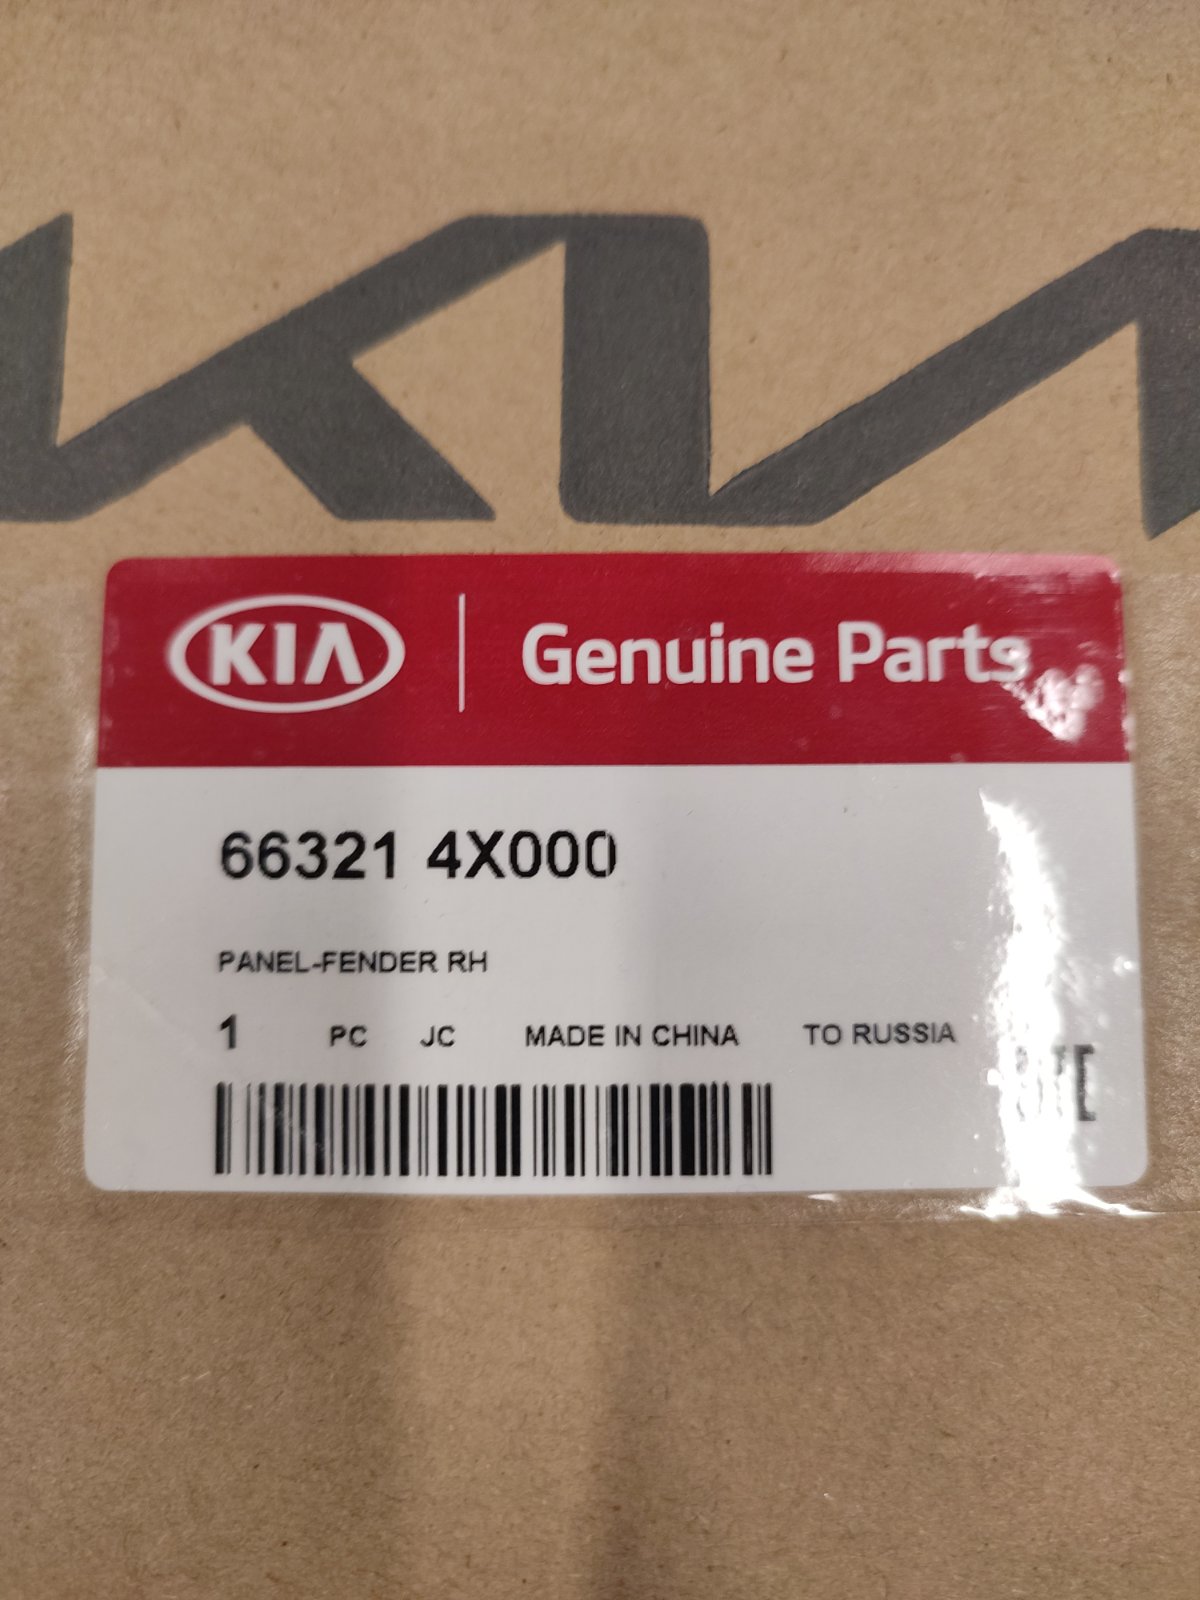 KIA
KIA Genuine Parts
66321 4X000
PANEL-FENDER RH
1 PC JC MADE IN CHINA TO RUSSIA